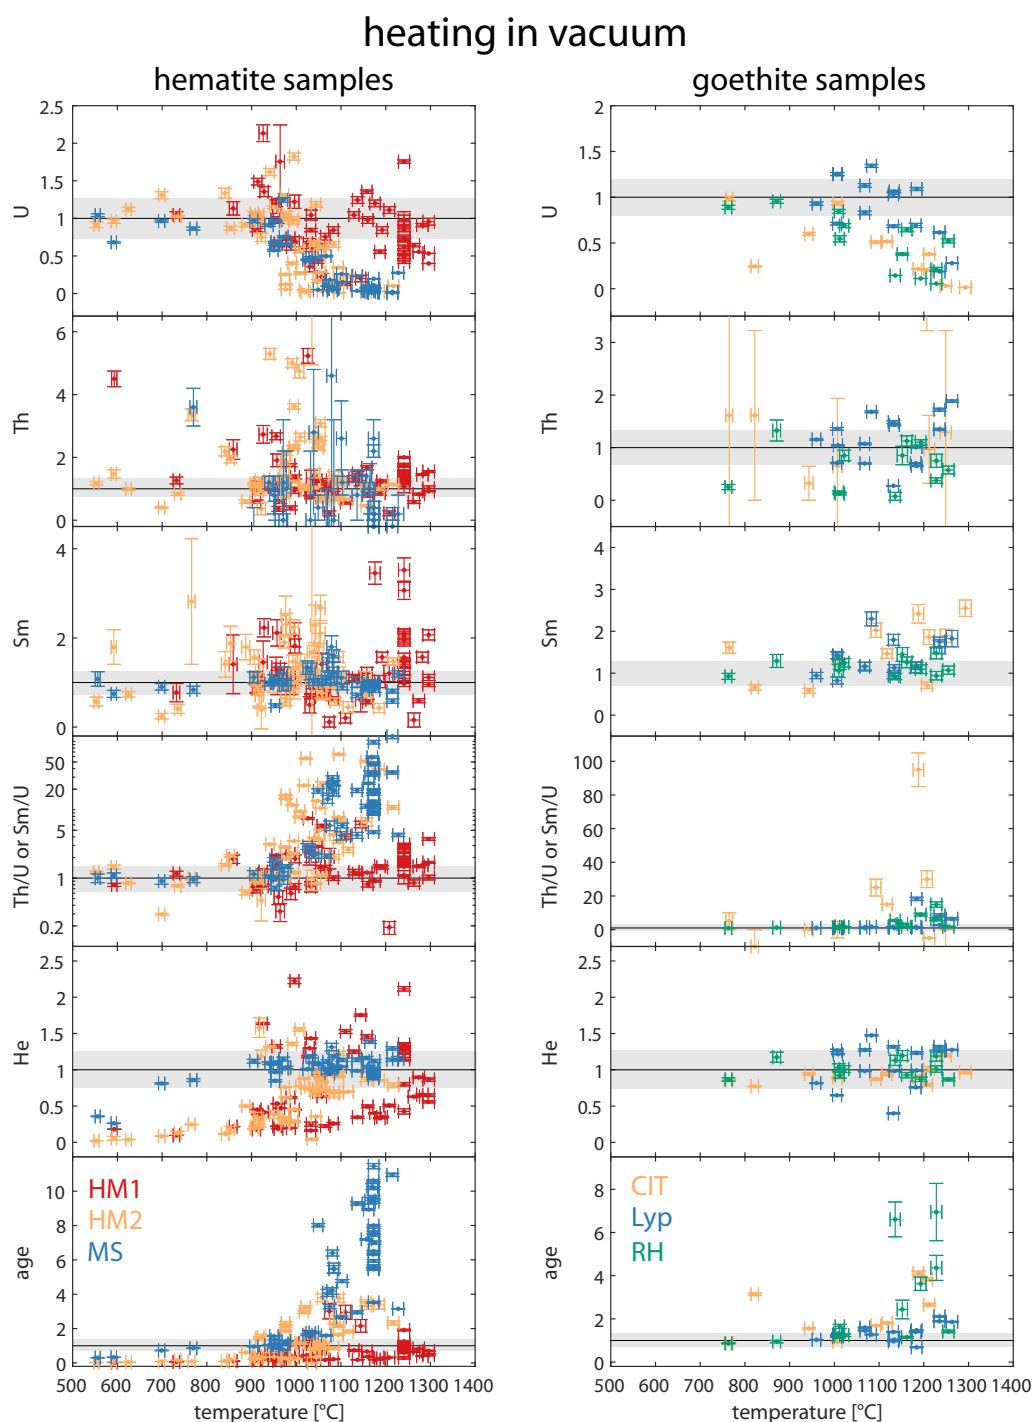 heating in vacuum
hematite samples
goethite samples
2.5
2
1.5
1
0.5
0
U
2
1.5
1
0.5
0
U
6
4
2
0
Th
3
2
1
0
Th
4
2
0
Sm
4
3
2
1
0
Sm
50
20
5
1
0.2
Th/U or Sm/U
100
80
60
40
20
0
Th/U or Sm/U
2.5
2
1.5
1
0.5
0
He
2.5
2
1.5
1
0.5
0
He
10
8
6
4
2
0
age
HM1
HM2
MS
8
6
4
2
0
age
CIT
Lyp
RH
500 600 700 800 900 1000 1100 1200 1300 1400
temperature [°C]
500 600 700 800 900 1000 1100 1200 1300 1400
temperature [°C]